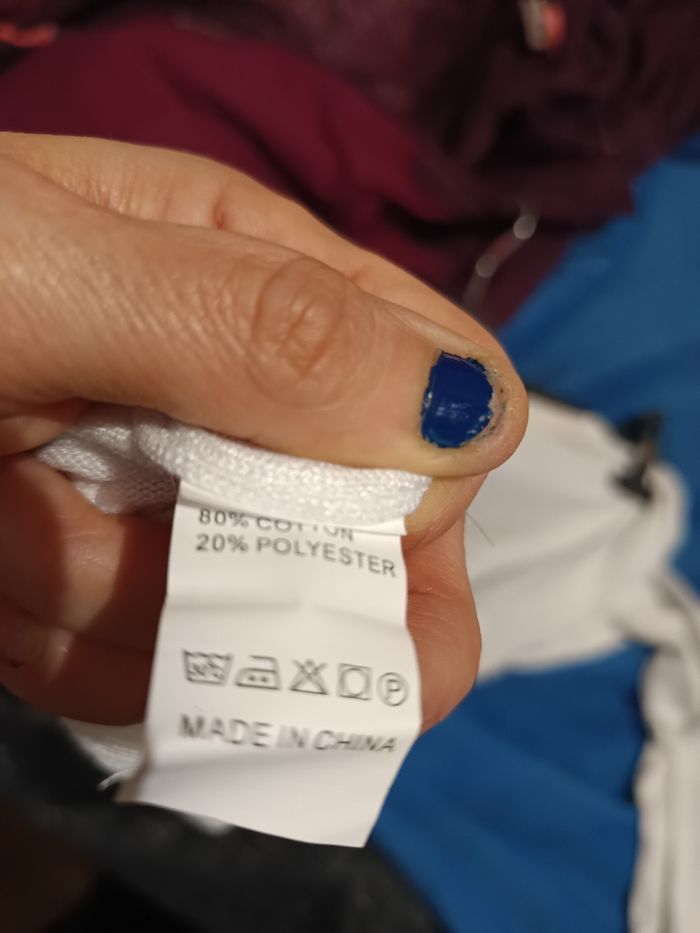 80% COTTON
20% POLYESTER
P
MADE IN CHINA